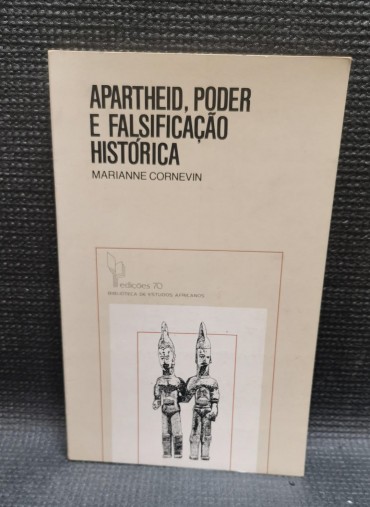 APARTHEID, PODER
E FALSIFICAÇÃO
HISTÓRICA
MARIANNE CORNEVIN
edições 70
BIBLIOTECA DE ESTUDOS AFRICANOS